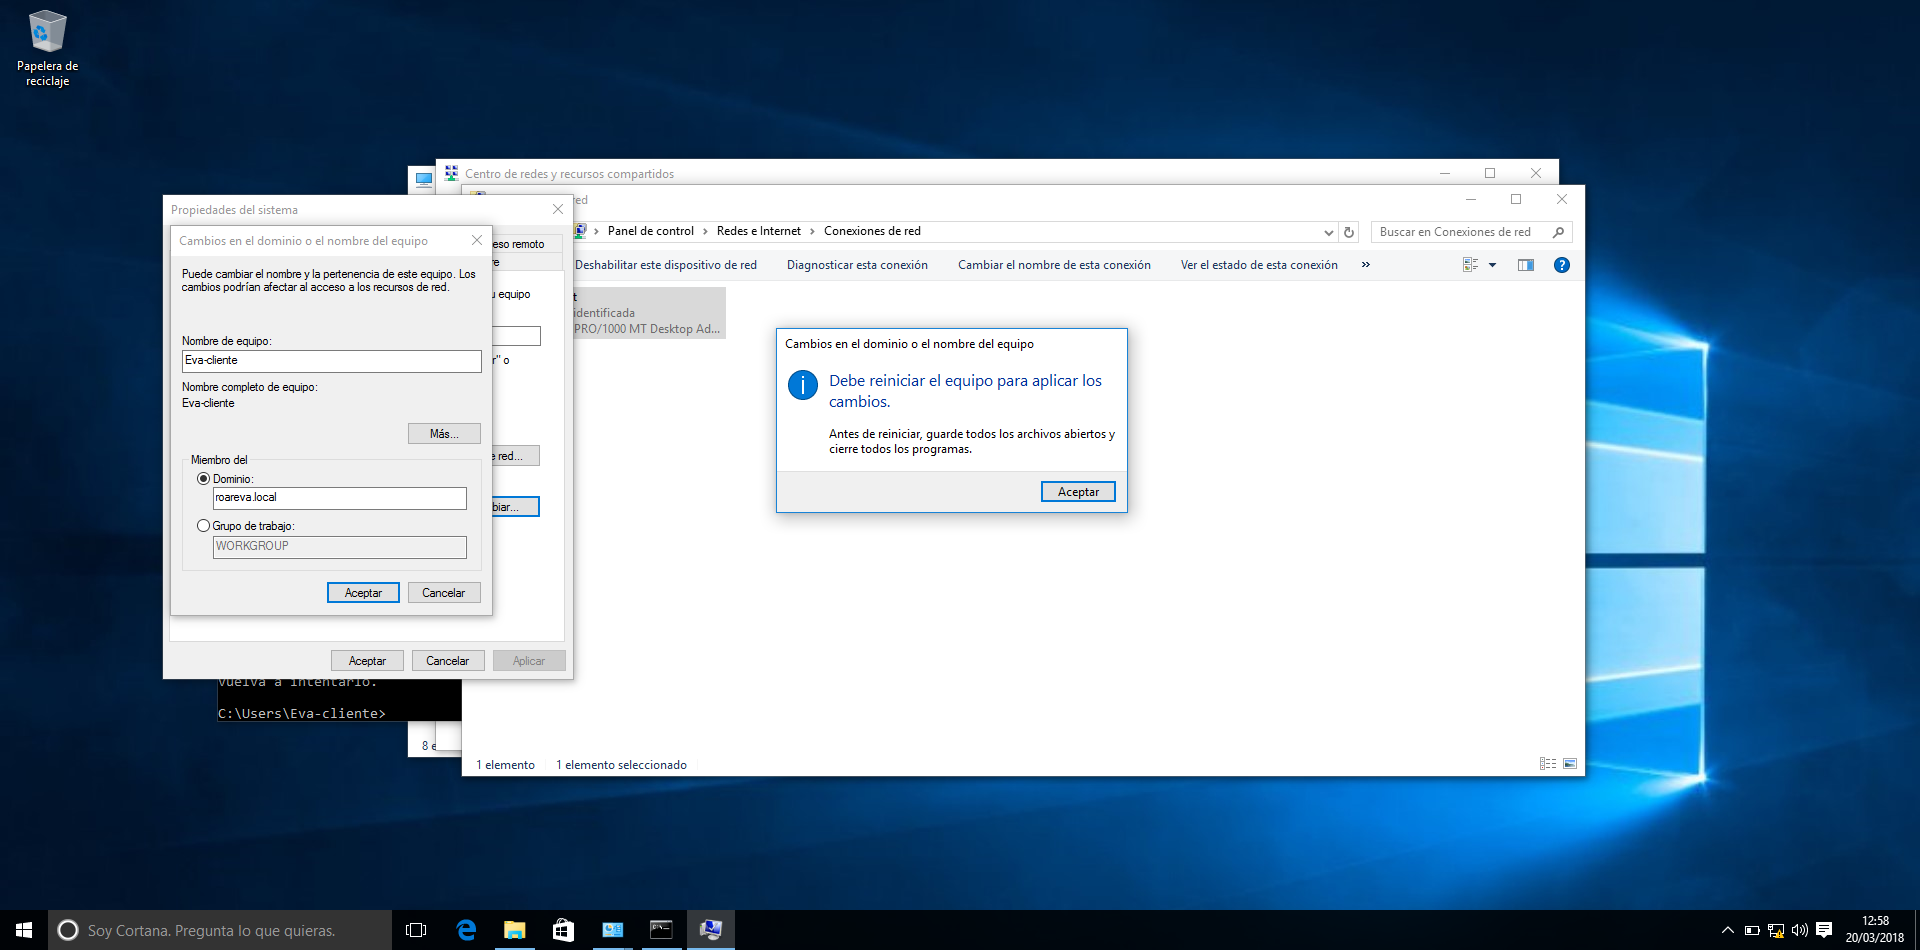 Papelera de
reciclaje
Centro de redes y recursos compartidos
red
Panel de control
Redes e Internet
Conexiones de red
Buscar en Conexiones de red
Deshabilitar este dispositivo de red
Diagnosticar esta conexión
Cambiar el nombre de esta conexión
Ver el estado de esta conexión
»
t
identificada
PRO/1000 MT Desktop Ad...
Propiedades del sistema
eso remoto
re
u equipo
r" o
e red...
biar...
Cambios en el dominio o el nombre del equipo
Puede cambiar el nombre y la pertenencia de este equipo. Los
cambios podrían afectar al acceso a los recursos de red.
Nombre de equipo:
Eva-cliente
Nombre completo de equipo:
Eva-cliente
Más...
Miembro del
Dominio:
roareva.local
Grupo de trabajo:
WORKGROUP
Aceptar
Cancelar
Aceptar
Cancelar
Aplicar
Cambios en el dominio o el nombre del equipo
Debe reiniciar el equipo para aplicar los
cambios.
Antes de reiniciar, guarde todos los archivos abiertos y
cierre todos los programas.
Aceptar
vuelva a intentarlo.
C:\Users\Eva-cliente>
8 e
1 elemento
1 elemento seleccionado
Soy Cortana. Pregunta lo que quieras.
12:58
20/03/2018